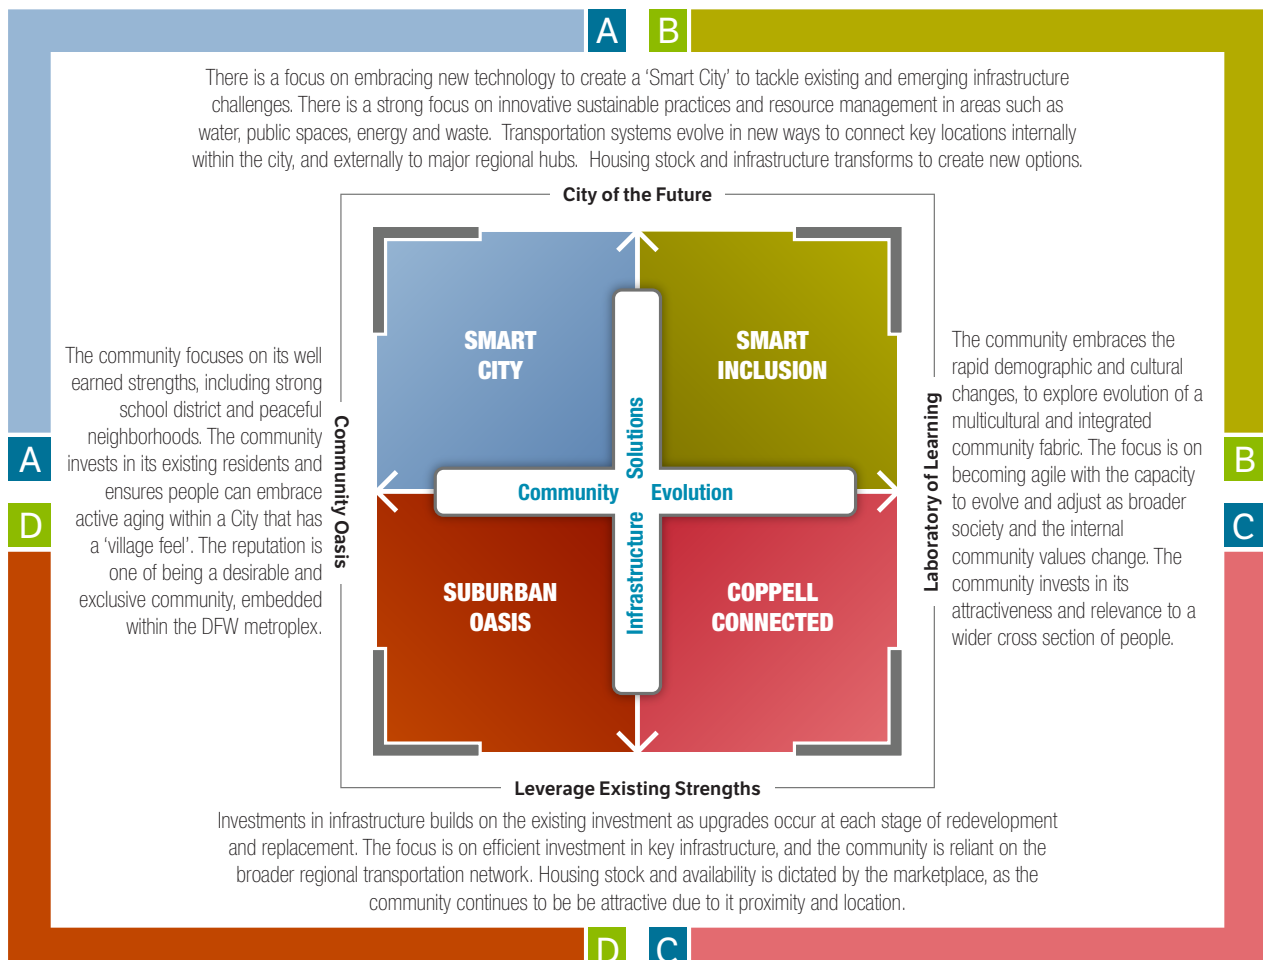 A B
There is a focus on embracing new technology to create a ‘Smart City’ to tackle existing and emerging infrastructure
challenges. There is a strong focus on innovative sustainable practices and resource management in areas such as
water, public spaces, energy and waste.  Transportation systems evolve in new ways to connect key locations internally
within the city, and externally to major regional hubs.  Housing stock and infrastructure transforms to create new options.
City of the Future
SMART
CITY
SMART
INCLUSION
The community focuses on its well
earned strengths, including strong
school district and peaceful
neighborhoods. The community
invests in its existing residents and
ensures people can embrace
active aging within a City that has
a ‘village feel’. The reputation is
one of being a desirable and
exclusive community, embedded
within the DFW metroplex.
Community Oasis
Community Evolution
Infrastructure Solutions
Laboratory of Learning
The community embraces the
rapid demographic and cultural
changes, to explore evolution of a
multicultural and integrated
community fabric. The focus is on
becoming agile with the capacity
to evolve and adjust as broader
society and the internal
community values change. The
community invests in its
attractiveness and relevance to a
wider cross section of people.
A
D
B
C
SUBURBAN
OASIS
COPPELL
CONNECTED
Leverage Existing Strengths
Investments in infrastructure builds on the existing investment as upgrades occur at each stage of redevelopment
and replacement. The focus is on efficient investment in key infrastructure, and the community is reliant on the
broader regional transportation network. Housing stock and availability is dictated by the marketplace, as the
community continues to be be attractive due to it proximity and location.
D C